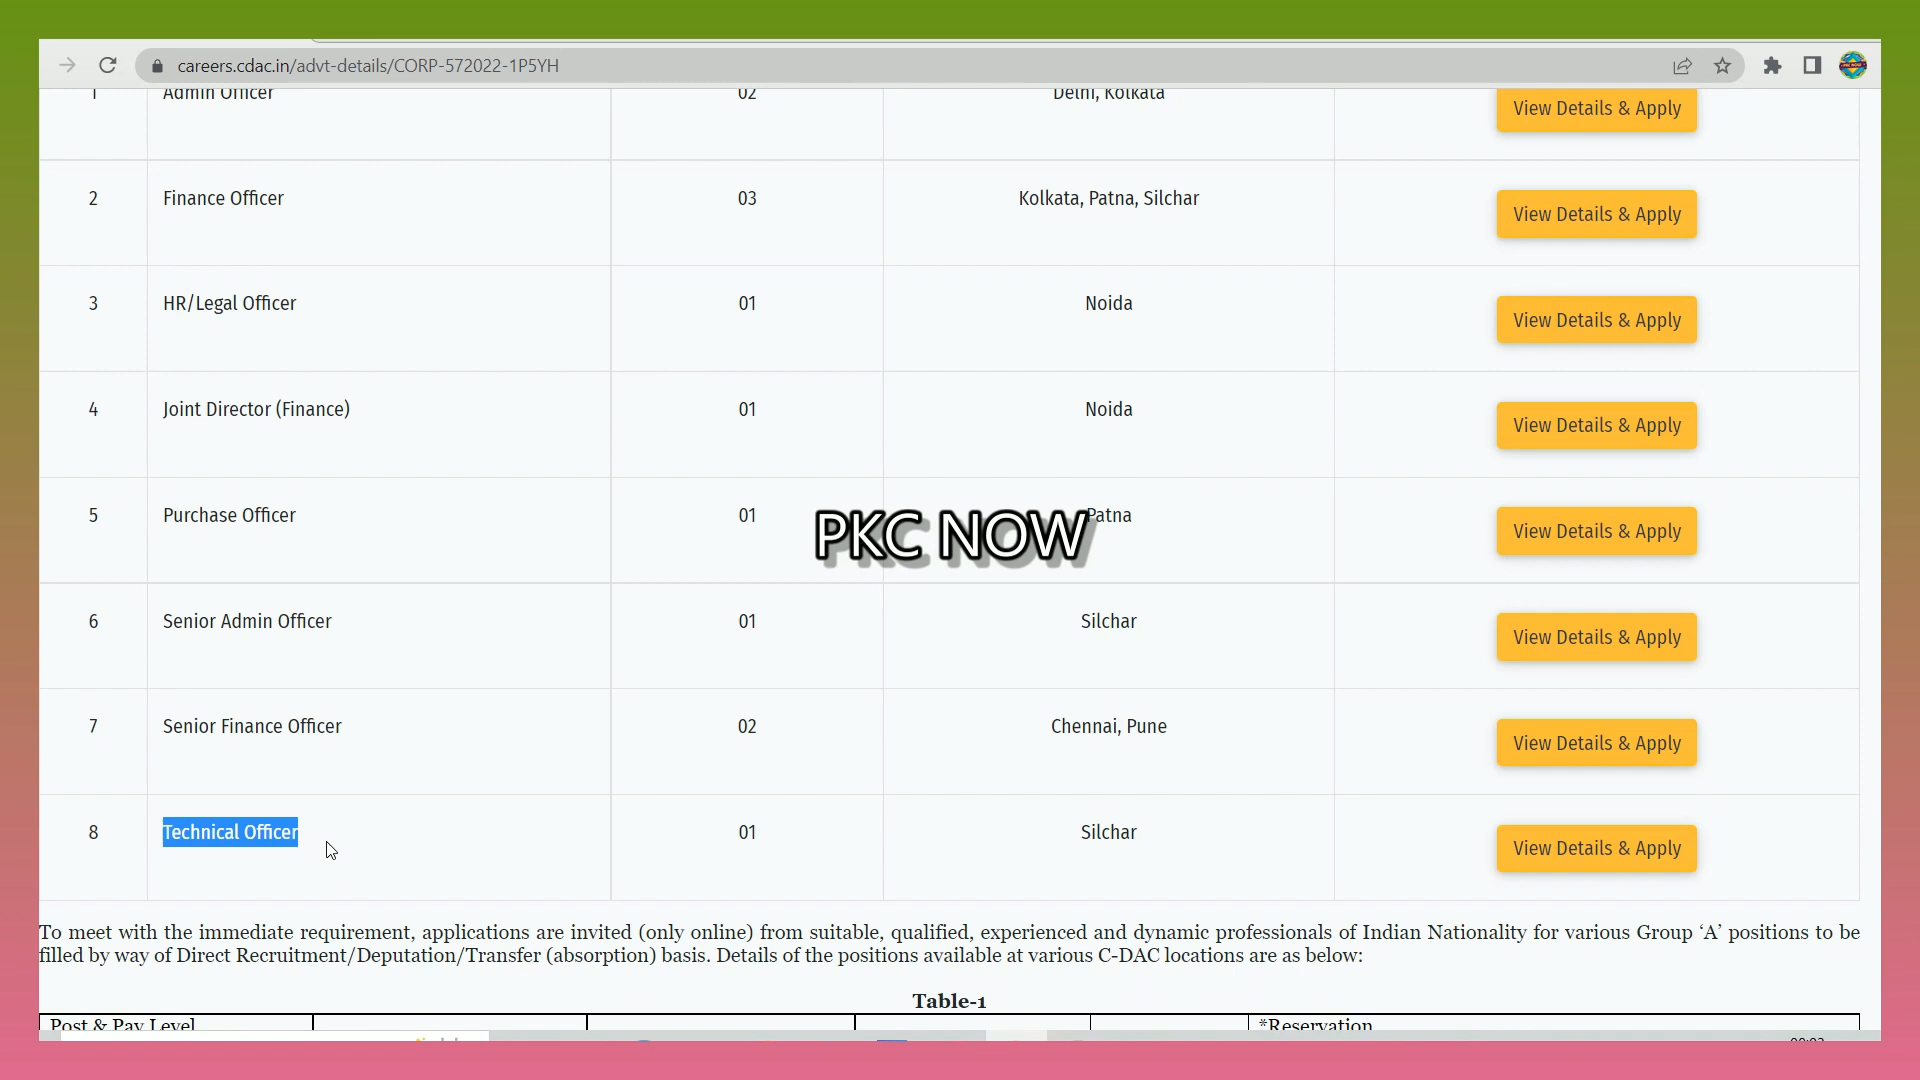 careers.cdac.in/advt-details/CORP-572022-1P5YH
1 Admin Officer 02 Delhi, Kolkata View Details & Apply
2 Finance Officer 03 Kolkata, Patna, Silchar View Details & Apply
3 HR/Legal Officer 01 Noida View Details & Apply
4 Joint Director (Finance) 01 Noida View Details & Apply
5 Purchase Officer 01 Patna View Details & Apply
PKC NOW
6 Senior Admin Officer 01 Silchar View Details & Apply
7 Senior Finance Officer 02 Chennai, Pune View Details & Apply
8 Technical Officer 01 Silchar View Details & Apply
To meet with the immediate requirement, applications are invited (only online) from suitable, qualified, experienced and dynamic professionals of Indian Nationality for various Group ‘A’ positions to be
filled by way of Direct Recruitment/Deputation/Transfer (absorption) basis. Details of the positions available at various C-DAC locations are as below:
Table-1
Post & Pay Level *Reservation